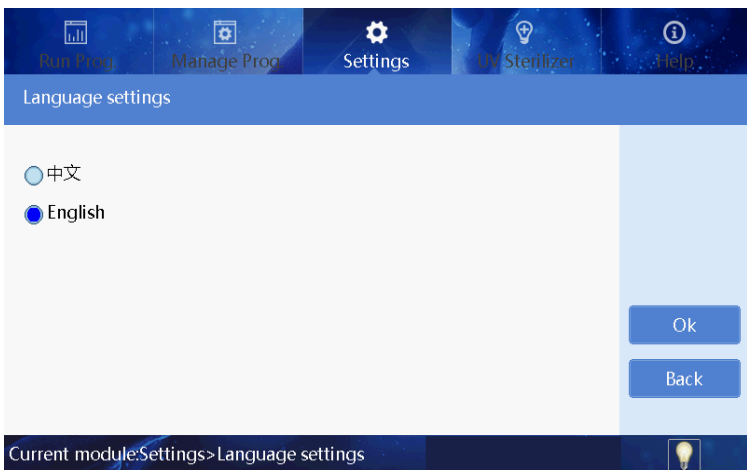 Run Prog.
Manage Prog.
Settings
UV Sterilizer
Help
Language settings
中文
English
Ok
Back
Current module:Settings>Language settings